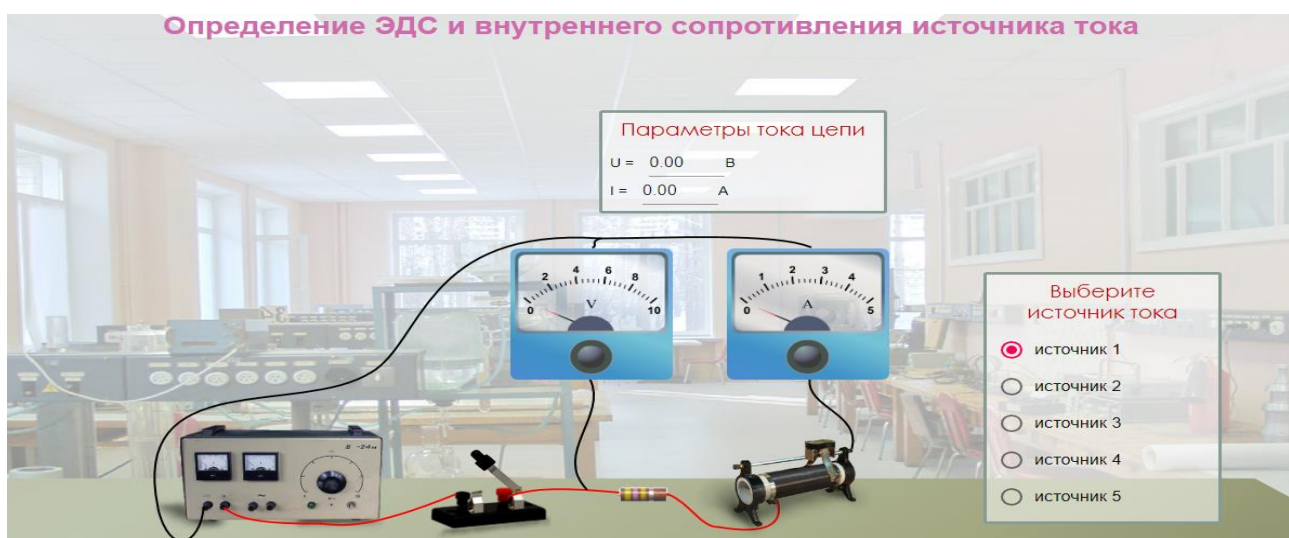 Определение ЭДС и внутреннего сопротивления источника тока
Параметры тока цепи
U = 0.00 В
I = 0.00 А
0 2 4 6 8 10
V
0 1 2 3 4 5
A
Выберите
источник тока
источник 1
источник 2
источник 3
источник 4
источник 5